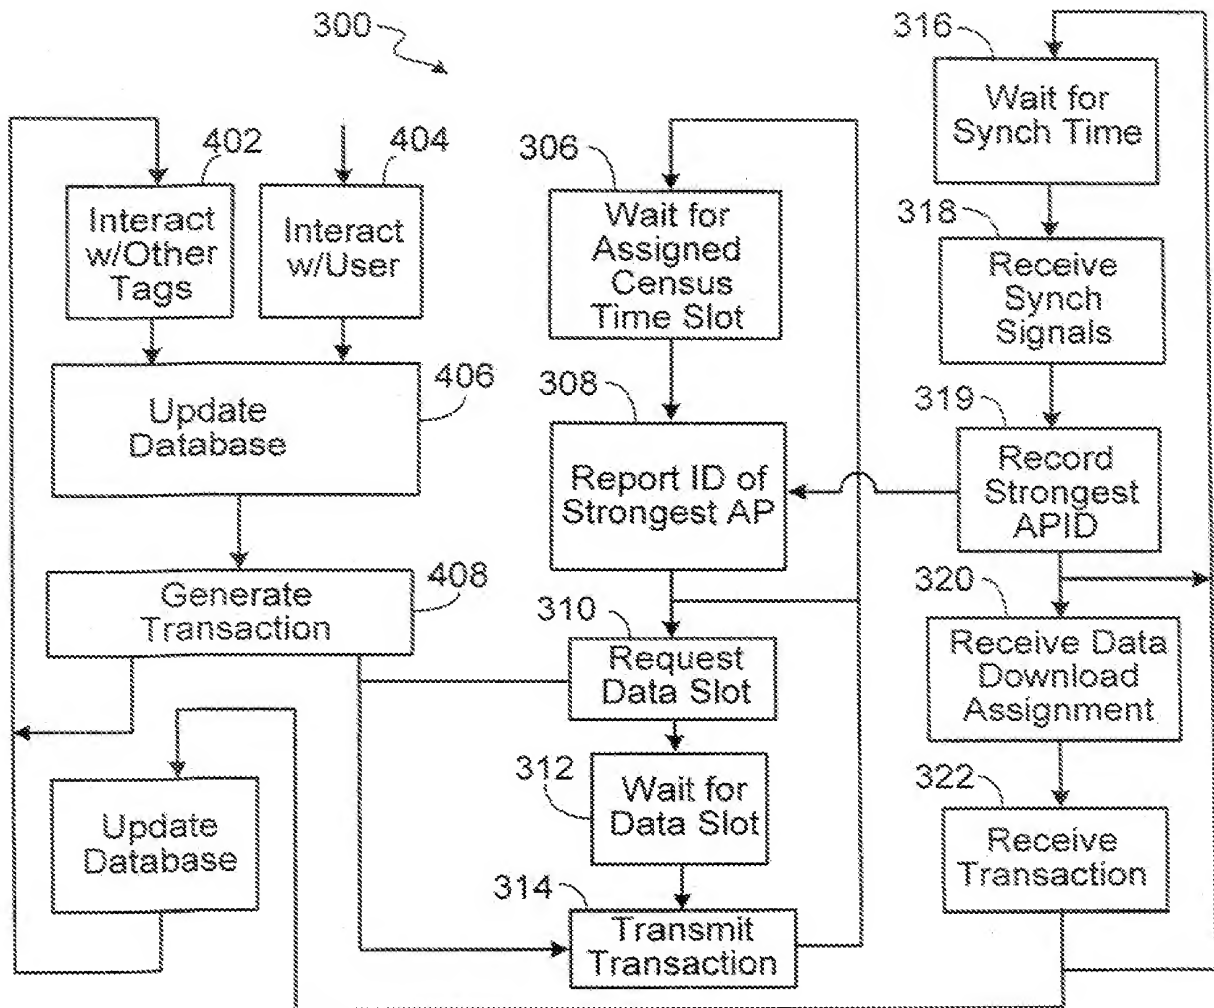 300
402
Interact
w/Other
Tags
404
Interact
w/User
406
Update
Database
408
Generate
Transaction
Update
Database
306
Wait for
Assigned
Census
Time Slot
308
Report ID of
Strongest AP
310
Request
Data Slot
312
Wait for
Data Slot
314
Transmit
Transaction
316
Wait for
Synch Time
318
Receive
Synch
Signals
319
Record
Strongest
APID
320
Receive Data
Download
Assignment
322
Receive
Transaction